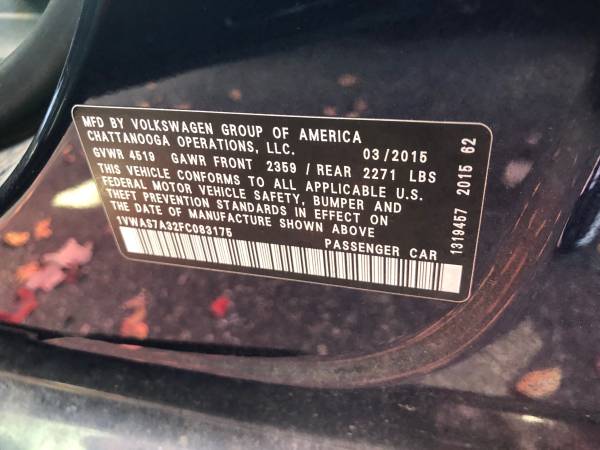 MFD BY VOLKSWAGEN GROUP OF AMERICA
CHATTANOOGA OPERATIONS, LLC. 03/2015
GVWR 4519 GAWR FRONT 2359 / REAR 2271 LBS
THIS VEHICLE CONFORMS TO ALL APPLICABLE U.S.
FEDERAL MOTOR VEHICLE SAFETY, BUMPER AND
THEFT PREVENTION STANDARDS IN EFFECT ON
THE DATE OF MANUFACTURE SHOWN ABOVE
1VWAS7A32FC083175 PASSENGER CAR
1319457 2015 62